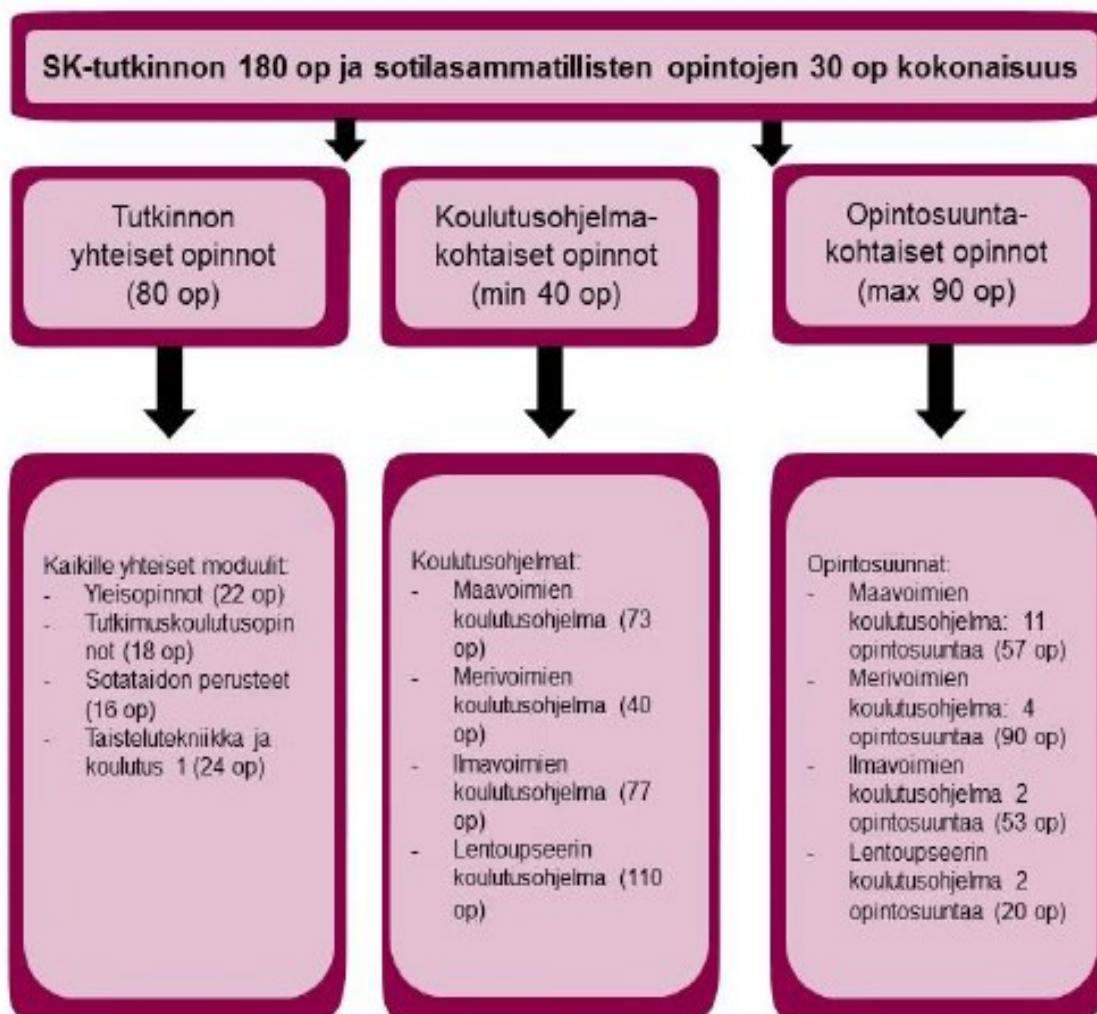 SK-tutkinnon 180 op ja sotilasammatillisten opintojen 30 op kokonaisuus
Tutkinnon
yhteiset opinnot
(80 op)
Koulutusohjelma-
kohtaiset opinnot
(min 40 op)
Opintosuunta-
kohtaiset opinnot
(max 90 op)
Kaikille yhteiset moduulit:
- Yleisopinnot (22 op)
- Tutkimuskoulutusopin
not (18 op)
- Sotataidon perusteet
(16 op)
- Taistelutekniikka ja
koulutus 1 (24 op)
Koulutusohjelmat:
- Maavoimien
koulutusohjelma (73
op)
- Merivoimien
koulutusohjelma (40
op)
- Ilmavoimien
koulutusohjelma (77
op)
- Lentoupseerin
koulutusohjelma (110
op)
Opintosuunnat:
- Maavoimien
koulutusohjelma: 11
opintosuuntaa (57 op)
- Merivoimien
koulutusohjelma: 4
opintosuuntaa (90 op)
- Ilmavoimien
koulutusohjelma 2
opintosuuntaa (53 op)
- Lentoupseerin
koulutusohjelma 2
opintosuuntaa (20 op)